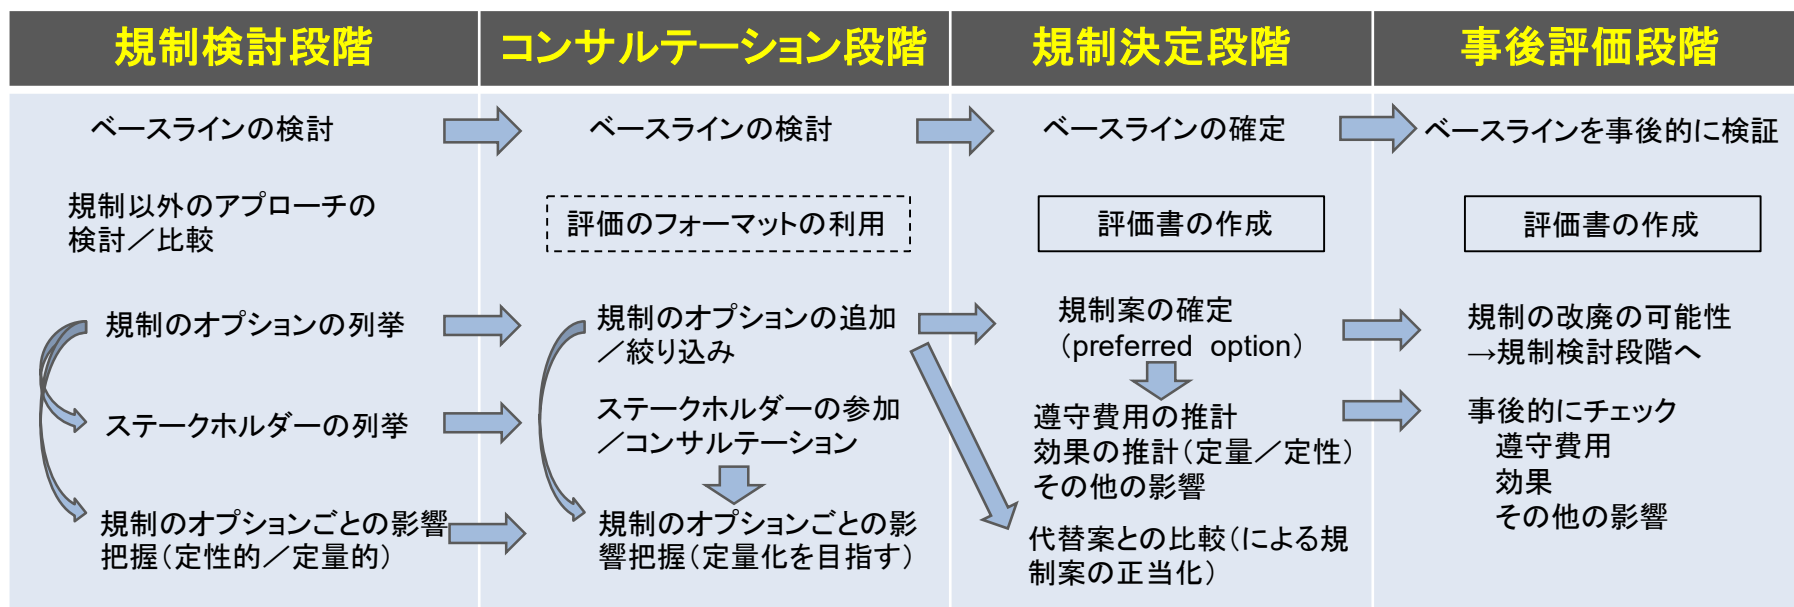 規制検討段階
コンサルテーション段階
規制決定段階
事後評価段階
ベースラインの検討
規制以外のアプローチの
検討／比較
規制のオプションの列挙
ステークホルダーの列挙
規制のオプションごとの影響
把握（定性的／定量的）
ベースラインの検討
評価のフォーマットの利用
規制のオプションの追加
／絞り込み
ステークホルダーの参加
／コンサルテーション
規制のオプションごとの影
響把握（定量化を目指す）
ベースラインの確定
評価書の作成
規制案の確定
（preferred option）
遵守費用の推計
効果の推計（定量／定性）
その他の影響
代替案との比較（による規
制案の正当化）
ベースラインを事後的に検証
評価書の作成
規制の改廃の可能性
→規制検討段階へ
事後的にチェック
遵守費用
効果
その他の影響